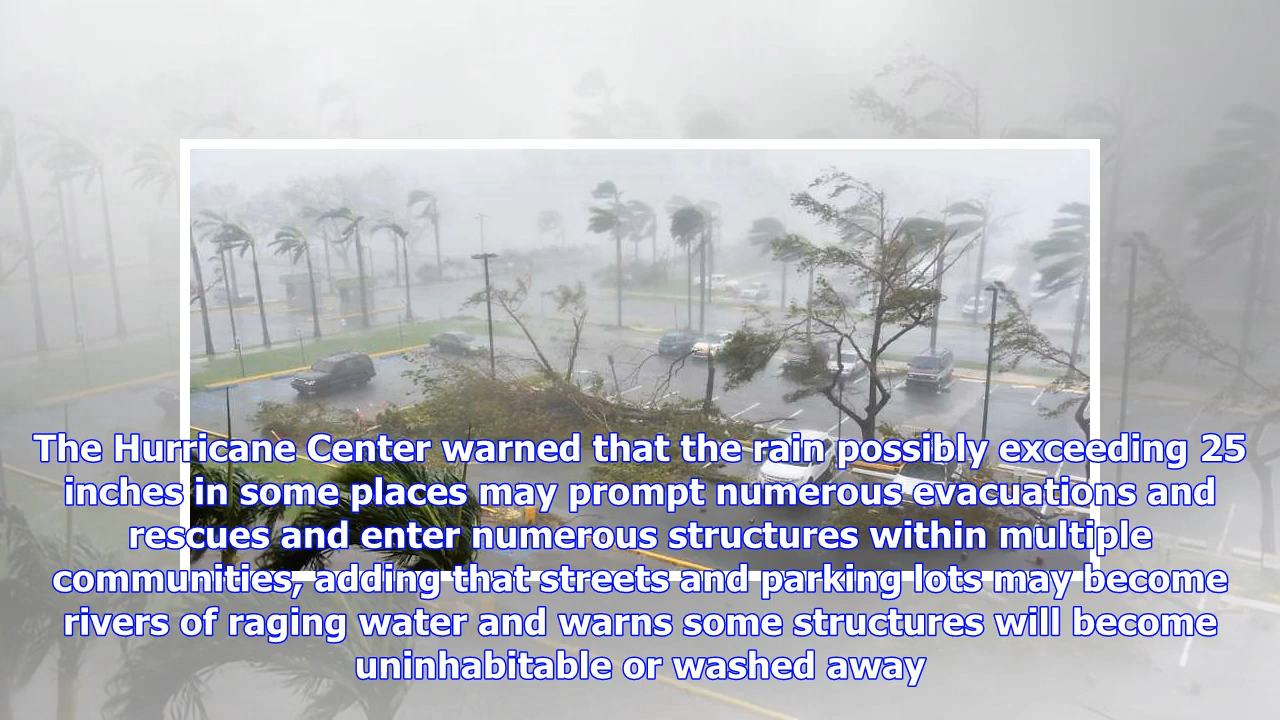 The Hurricane Center warned that the rain possibly exceeding 25
inches in some places may prompt numerous evacuations and
rescues and enter numerous structures within multiple
communities, adding that streets and parking lots may become
rivers of raging water and warns some structures will become
uninhabitable or washed away